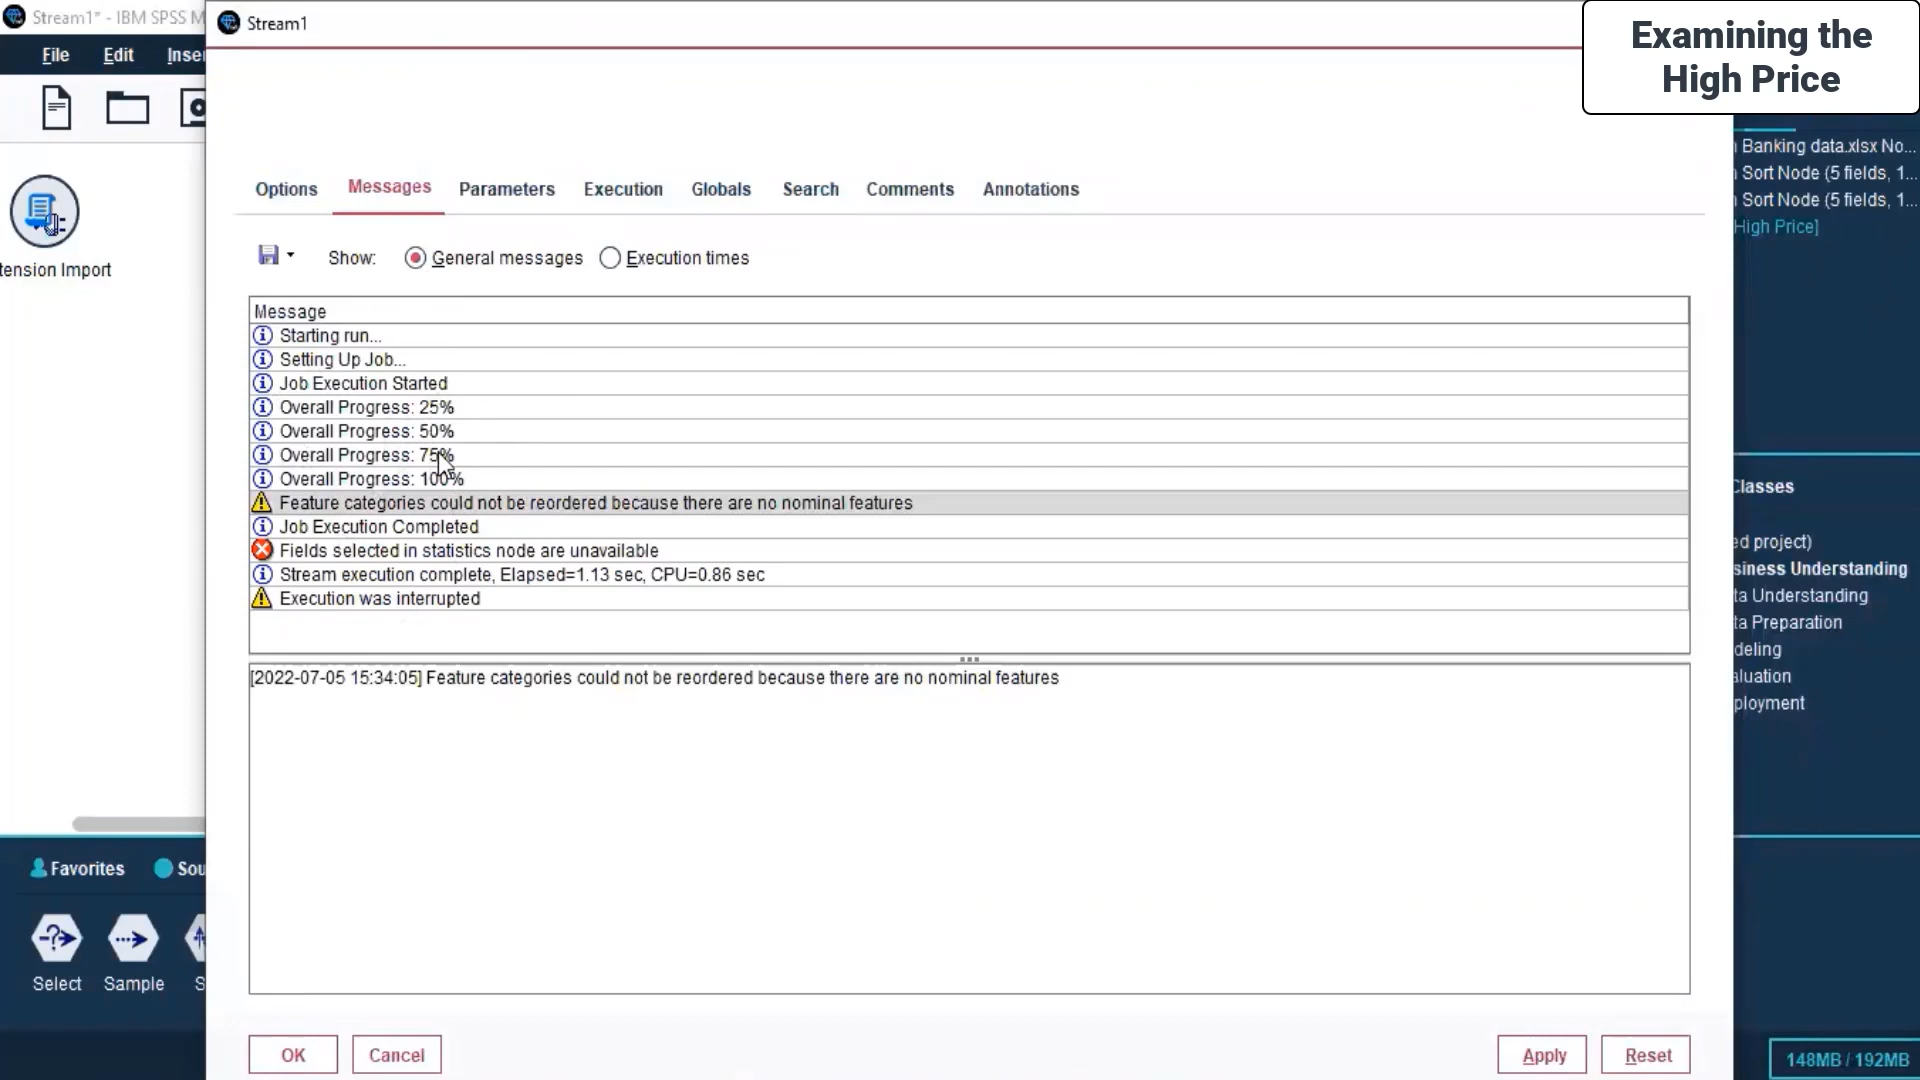 Stream1* - IBM SPSS M
Stream1
Examining the
High Price
File Edit Inser
Options Messages Parameters Execution Globals Search Comments Annotations
Show: General messages Execution times
tension Import
Message
Starting run...
Setting Up Job...
Job Execution Started
Overall Progress: 25%
Overall Progress: 50%
Overall Progress: 75%
Overall Progress: 100%
Feature categories could not be reordered because there are no nominal features
Job Execution Completed
Fields selected in statistics node are unavailable
Stream execution complete, Elapsed=1.13 sec, CPU=0.86 sec
Execution was interrupted
[2022-07-05 15:34:05] Feature categories could not be reordered because there are no nominal features
Banking data.xlsx No...
Sort Node (5 fields, 1...
Sort Node (5 fields, 1...
High Price]
Classes
ed project)
siness Understanding
ta Understanding
ta Preparation
deling
aluation
ployment
Favorites Sou
Select Sample S
OK Cancel Apply Reset
148MB / 192MB